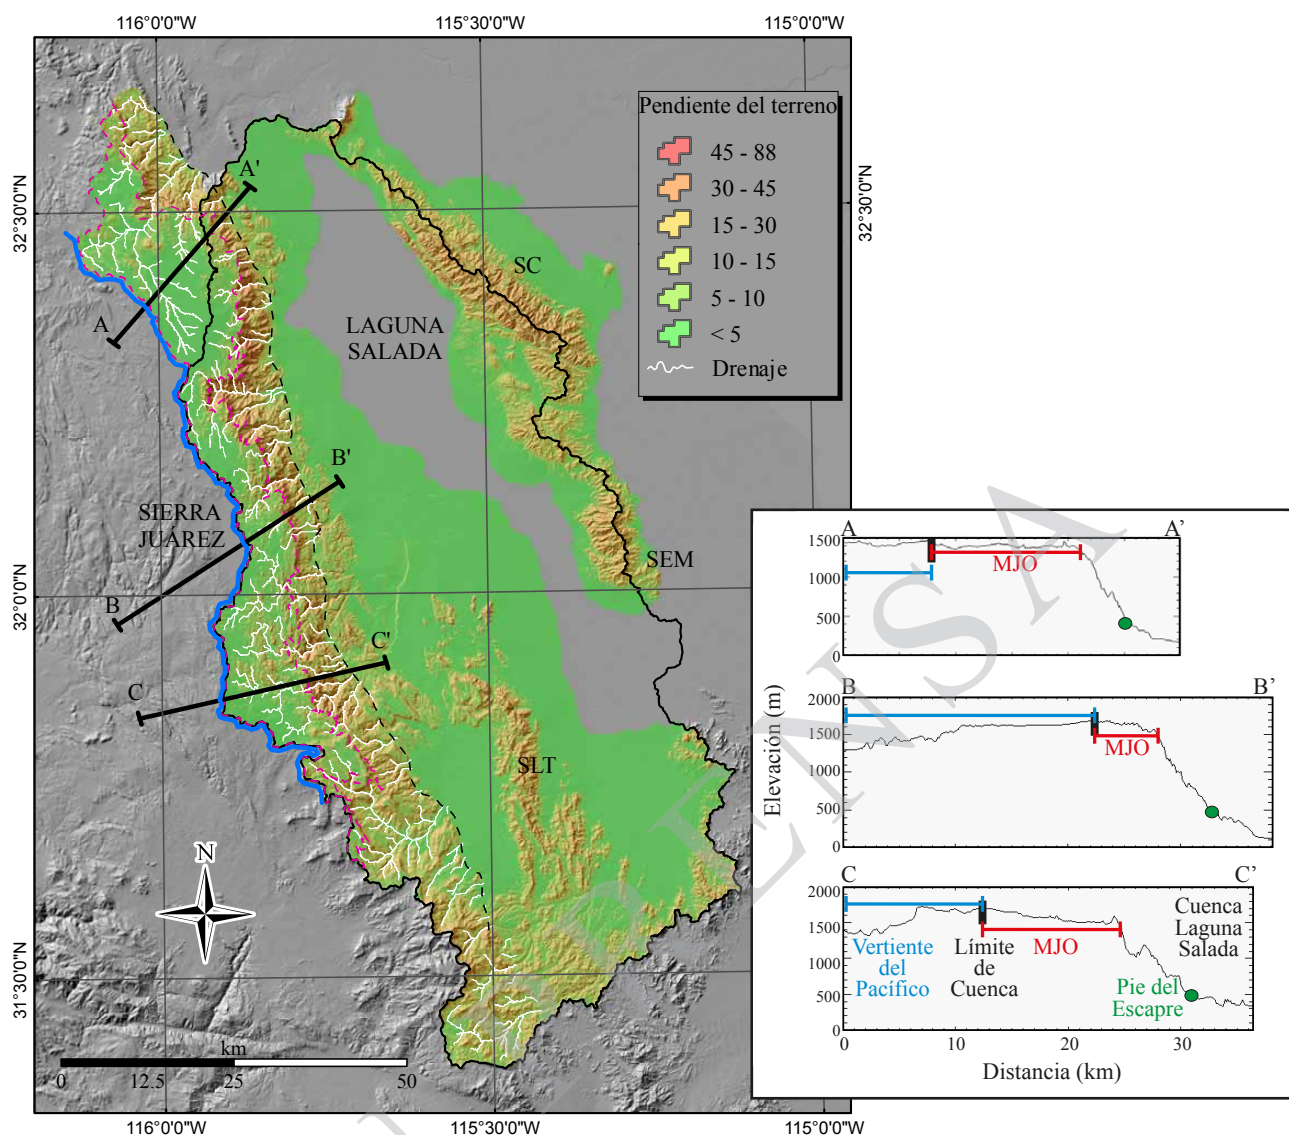 116°0'0"W
115°30'0"W
115°0'0"W
32°30'0"N
32°30'0"N
32°0'0"N
31°30'0"N
Pendiente del terreno
45 - 88
30 - 45
15 - 30
10 - 15
5 - 10
< 5
Drenaje
A'
A
SC
LAGUNA
SALADA
B'
SIERRA
JUÁREZ
SEM
B
C'
C
SLT
N
km
0
12.5
25
50
116°0'0"W
115°30'0"W
115°0'0"W
A
A'
1500
1000
500
0
MJO
B
B'
2000
1500
1000
500
0
MJO
Elevación (m)
C
C'
2000
1500
1000
500
0
Vertiente
del
Pacífico
Límite
de
Cuenca
MJO
Cuenca
Laguna
Salada
Pie del
Escapre
0
10
20
30
Distancia (km)